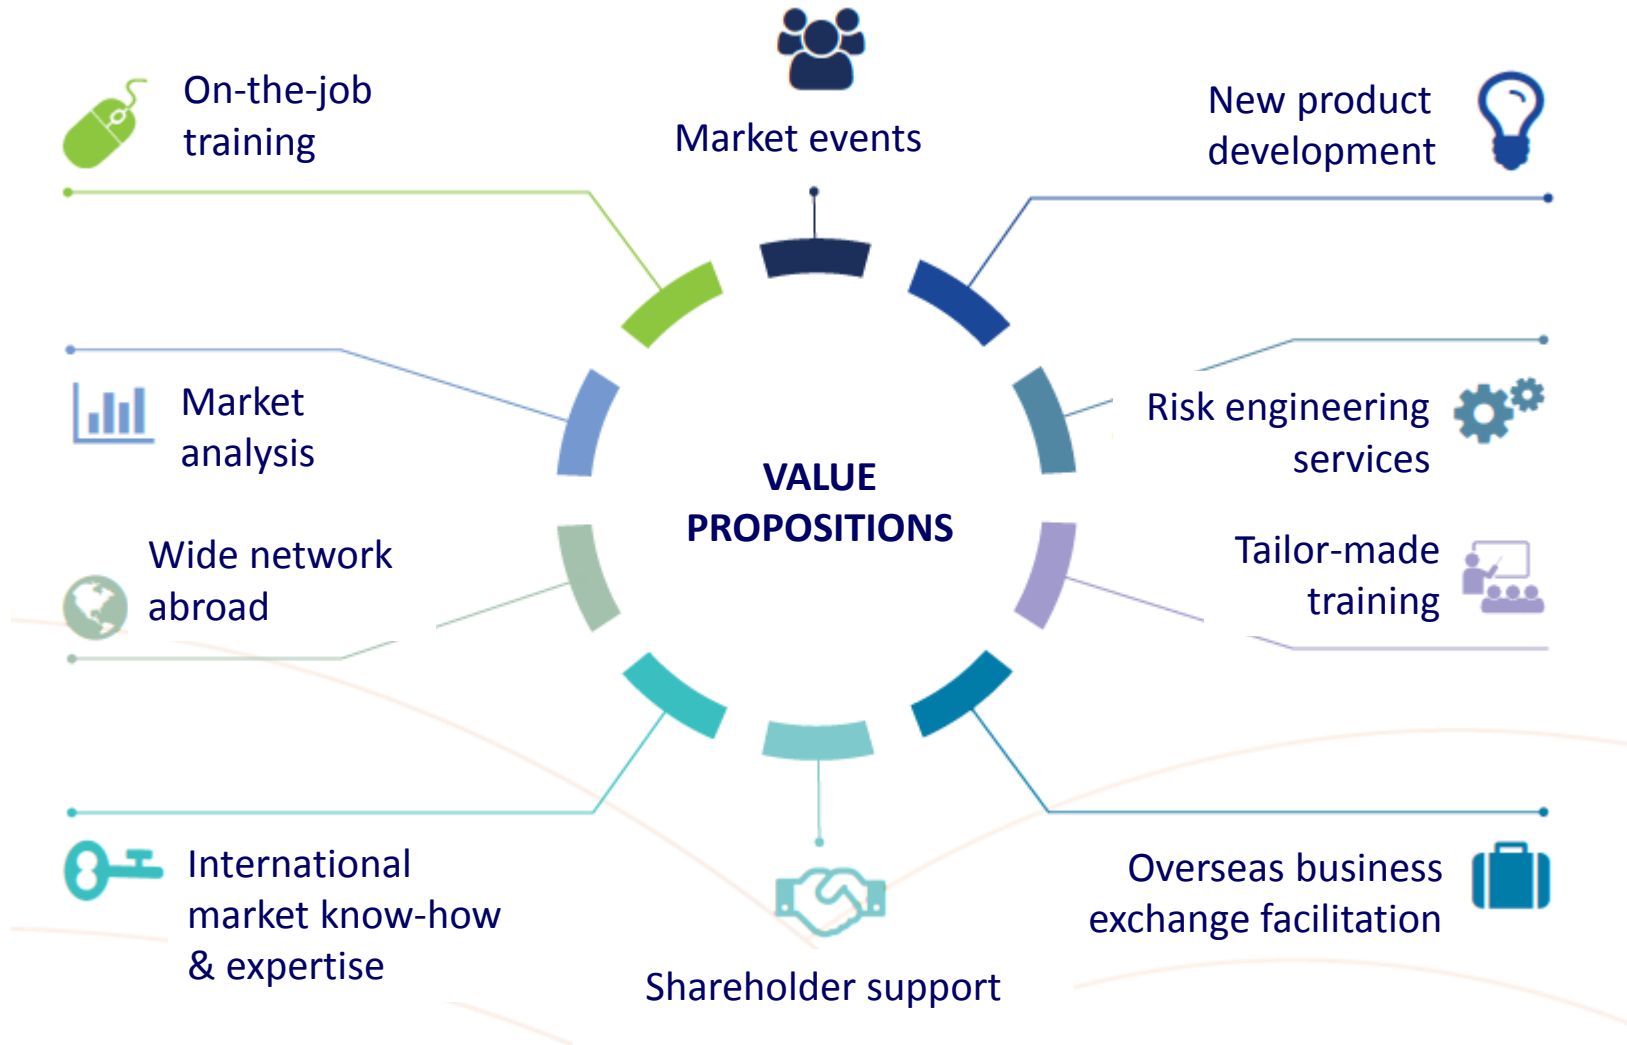 Market events
On-the-job
training
New product
development
Market
analysis
Risk engineering
services
VALUE
PROPOSITIONS
Wide network
abroad
Tailor-made
training
International
market know-how
& expertise
Overseas business
exchange facilitation
Shareholder support